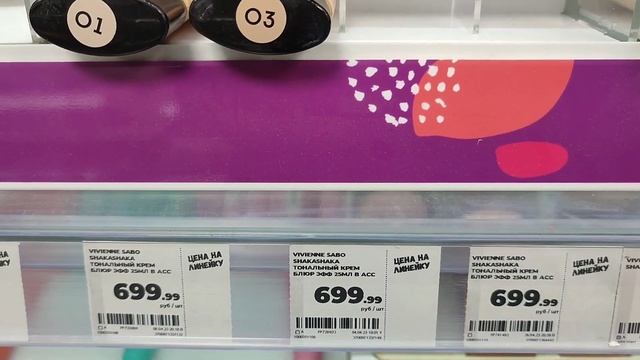 01
03
НА
VIVIENNE SABO
SHAKASHAKA
ТОНАЛЬНЫЙ КРЕМ
БЛЮР ЭФФ 25МЛ В АСС
ЦЕНА НА
ЛИНЕЙКУ
699.99
руб / шт
VIVIENNE SABO
SHAKASHAKA
ТОНАЛЬНЫЙ КРЕМ
БЛЮР ЭФФ 25МЛ В АСС
ЦЕНА НА
ЛИНЕЙКУ
699.99
руб / шт
VIVIENNE SABO
SHAKASHAKA
ТОНАЛЬНЫЙ КРЕМ
БЛЮР ЭФФ 25МЛ В АСС
ЦЕНА НА
ЛИНЕЙКУ
699.99
руб / шт